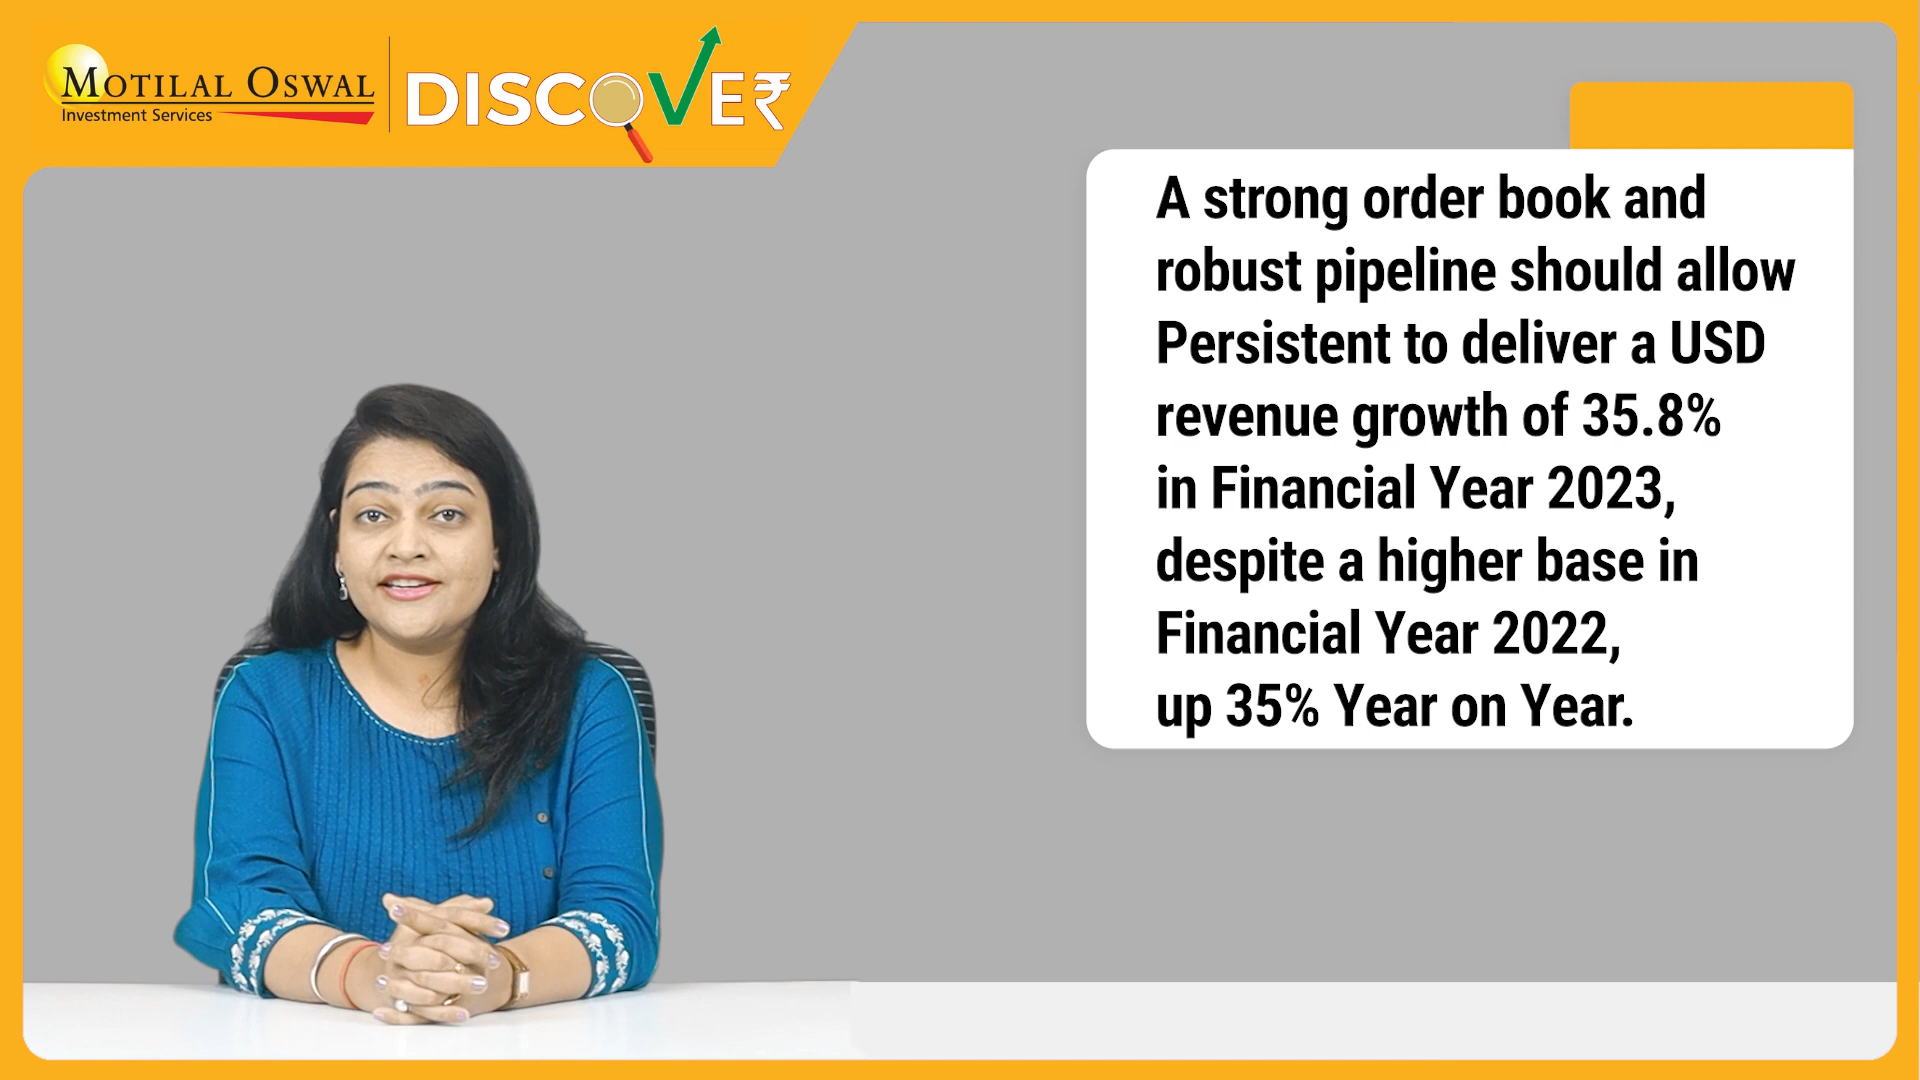 MOTILAL OSWAL
Investment Services
DISCOVE₹
A strong order book and
robust pipeline should allow
Persistent to deliver a USD
revenue growth of 35.8%
in Financial Year 2023,
despite a higher base in
Financial Year 2022,
up 35% Year on Year.